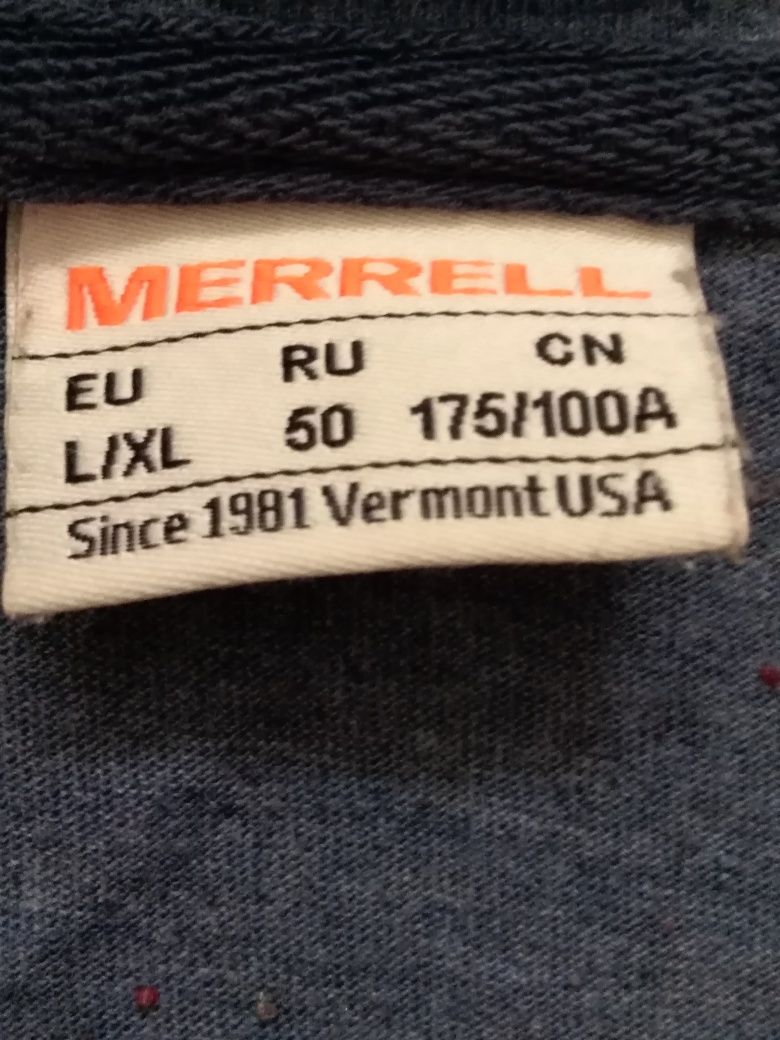 MERRELL
EU RU CN
L/XL 50 175/100A
Since 1981 Vermont USA